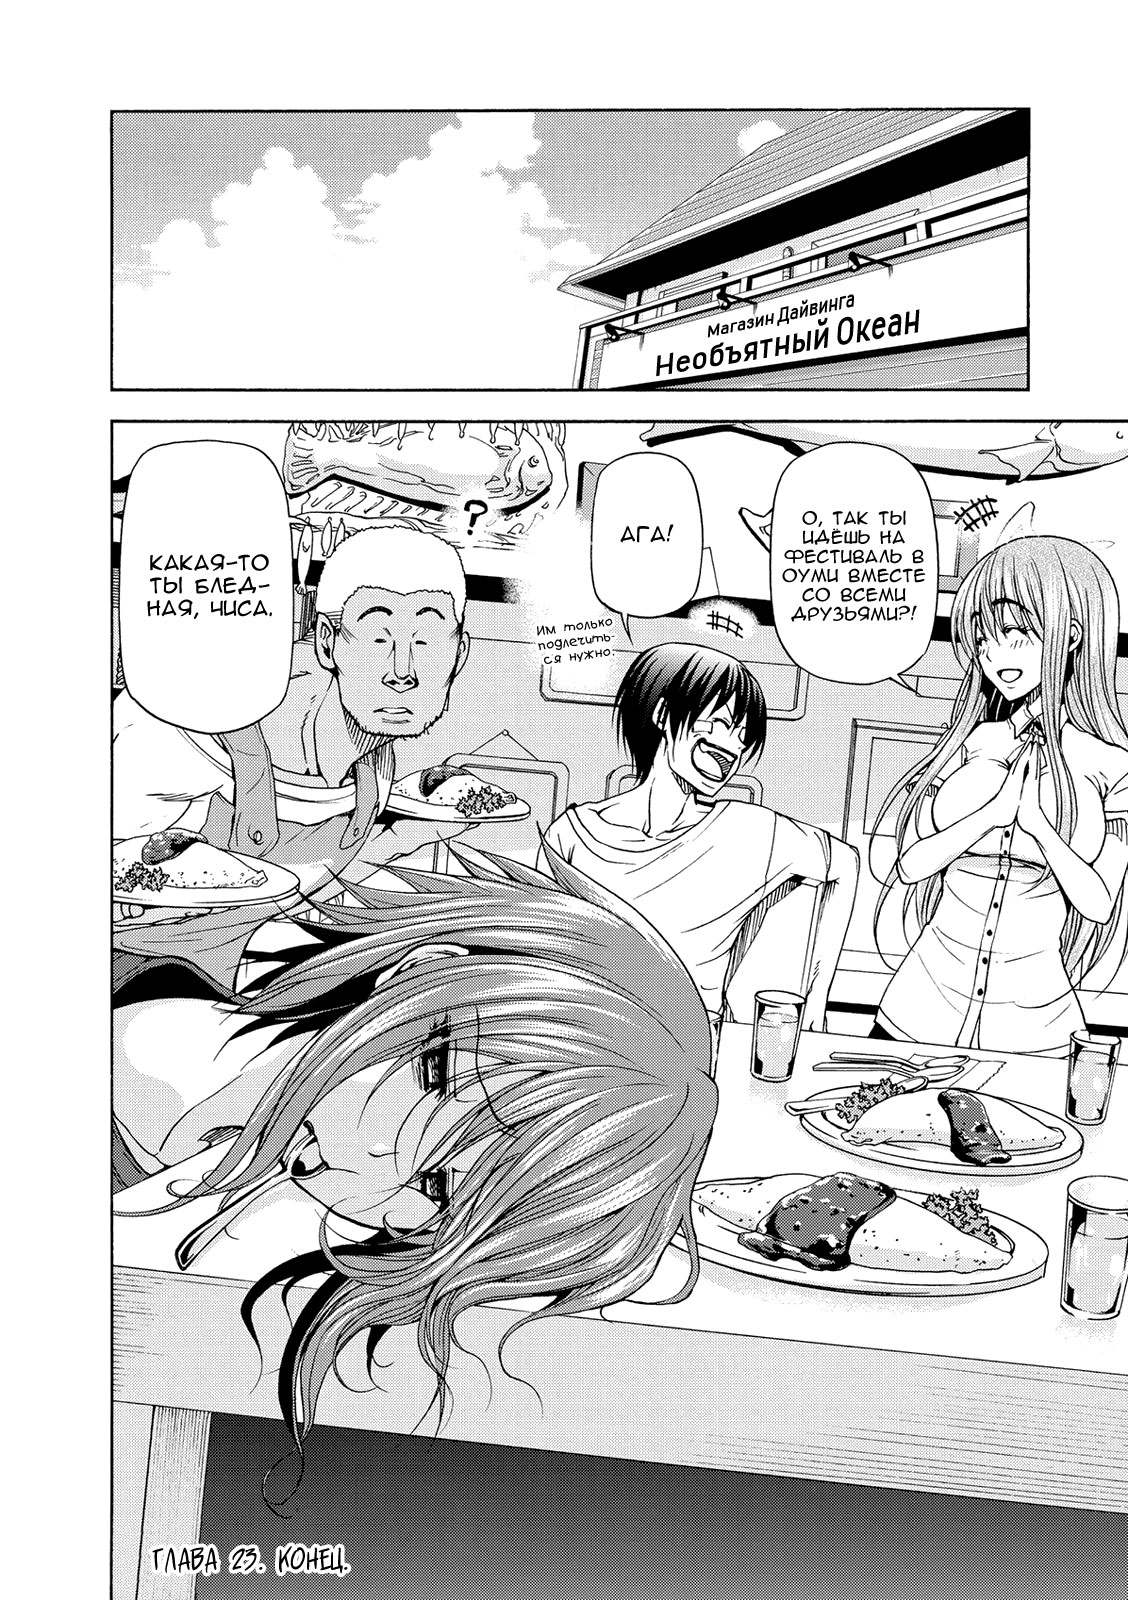 Магазин Дайвинга
Необъятный Океан
О, ТАК ТЫ
ИДЁШЬ НА
ФЕСТИВАЛЬ В
ОУМИ ВМЕСТЕ
СО ВСЕМИ
ДРУЗЬЯМИ?!
АГА!
Им только
подлечить-
ся нужно.
?
КАКАЯ-ТО
ТЫ БЛЕД-
НАЯ, ЧИСА.
ГЛАВА 23. КОНЕЦ.